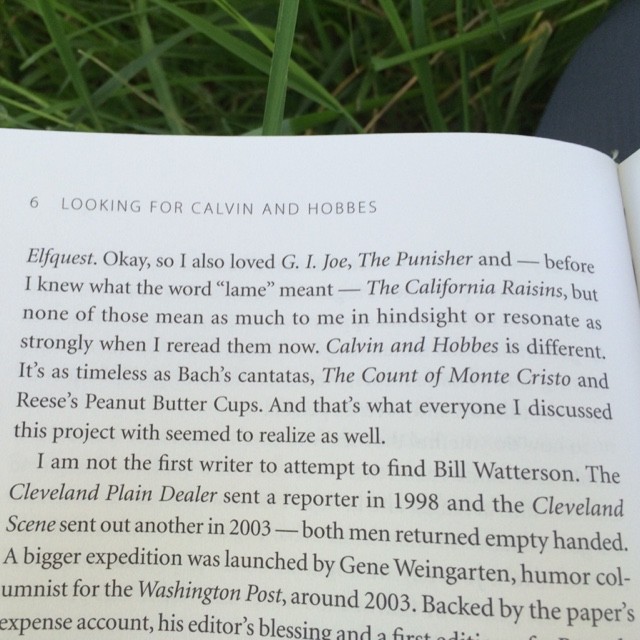 6 LOOKING FOR CALVIN AND HOBBES
Elfquest. Okay, so I also loved G. I. Joe, The Punisher and — before
I knew what the word “lame” meant — The California Raisins, but
none of those mean as much to me in hindsight or resonate as
strongly when I reread them now. Calvin and Hobbes is different.
It’s as timeless as Bach’s cantatas, The Count of Monte Cristo and
Reese’s Peanut Butter Cups. And that’s what everyone I discussed
this project with seemed to realize as well.
I am not the first writer to attempt to find Bill Watterson. The
Cleveland Plain Dealer sent a reporter in 1998 and the Cleveland
Scene sent out another in 2003 — both men returned empty handed.
A bigger expedition was launched by Gene Weingarten, humor col-
umnist for the Washington Post, around 2003. Backed by the paper’s
expense account, his editor’s blessing and a first